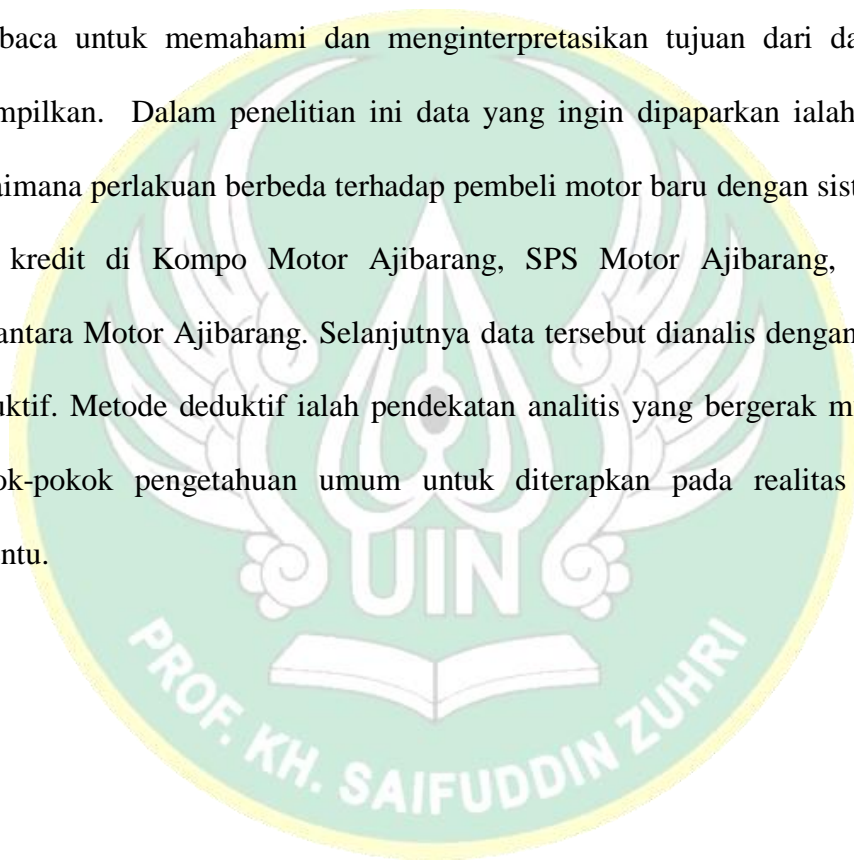 baca untuk memahami dan menginterpretasikan tujuan dari da
mpilkan. Dalam penelitian ini data yang ingin dipaparkan ialah
aimana perlakuan berbeda terhadap pembeli motor baru dengan sist
kredit di Kompo Motor Ajibarang, SPS Motor Ajibarang,
antara Motor Ajibarang. Selanjutnya data tersebut dianalis dengan
uktif. Metode deduktif ialah pendekatan analitis yang bergerak m
ok-pokok pengetahuan umum untuk diterapkan pada realitas
entu.
UIN
PROF. KH. SAIFUDDIN ZUHRI